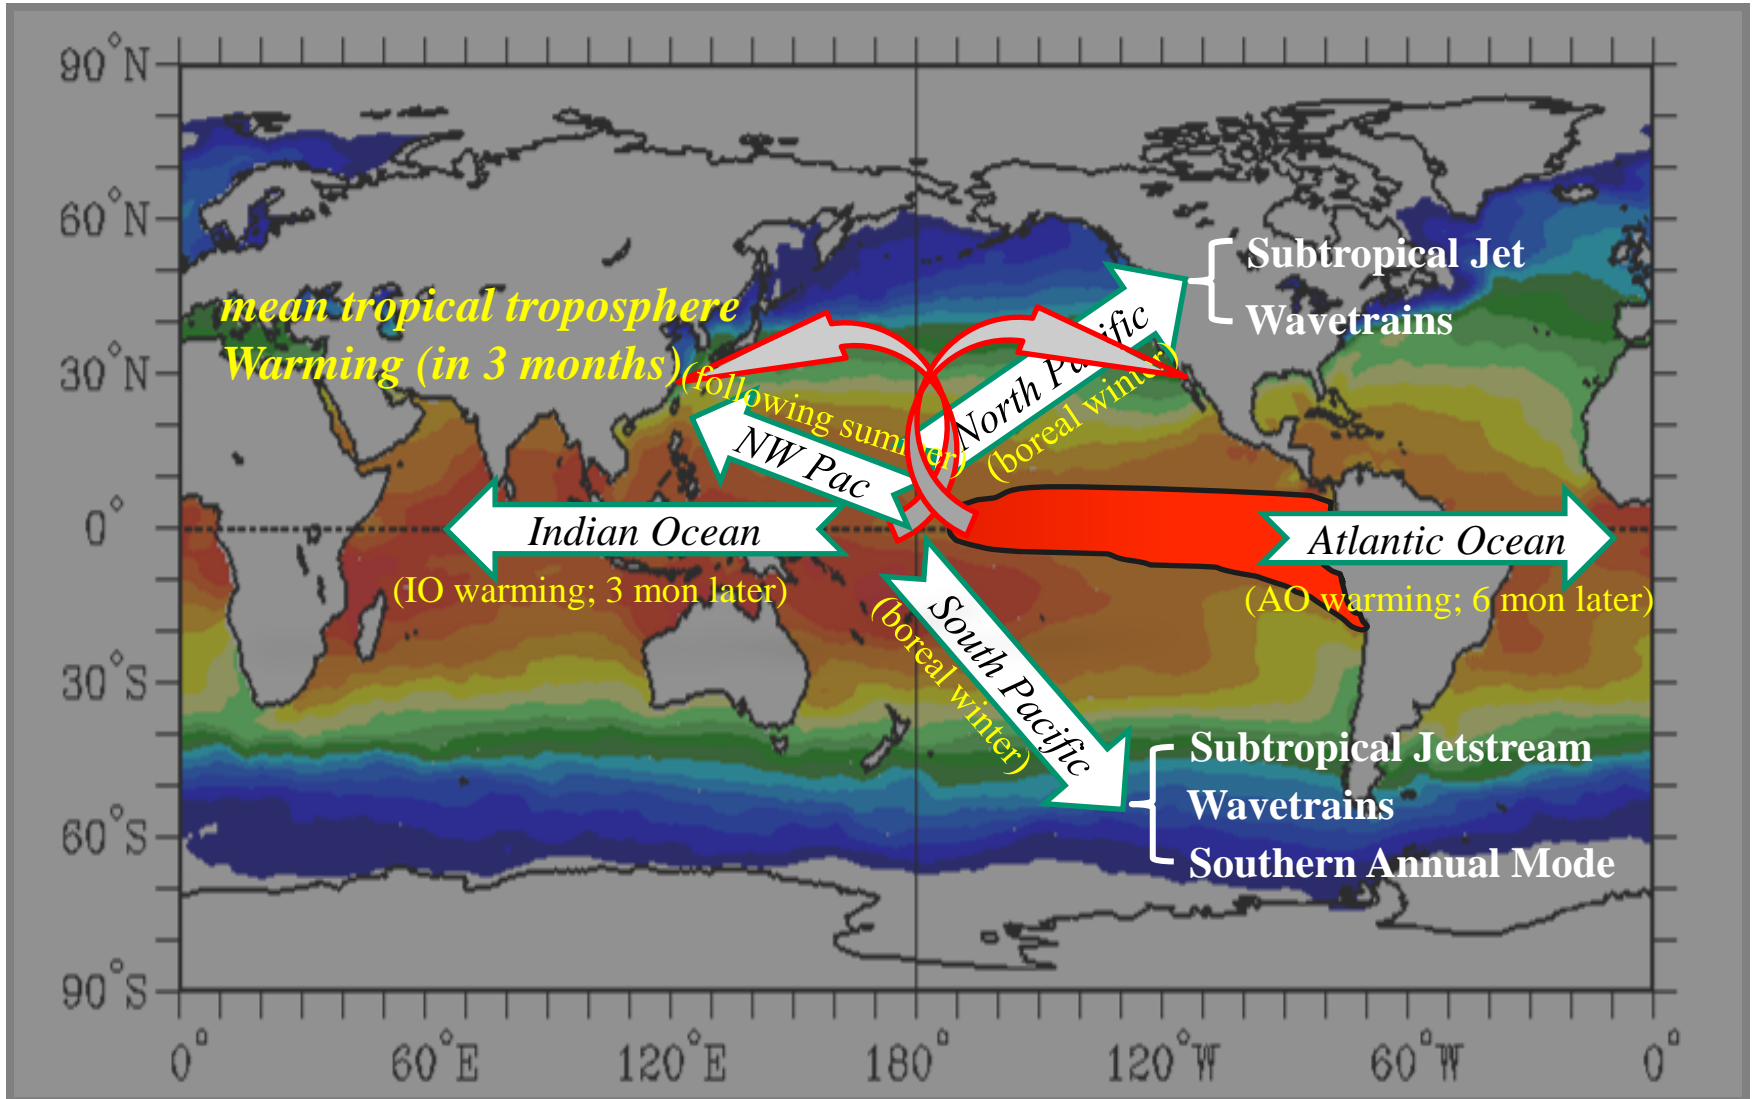 90°N
60°N
30°N
0°
30°S
60°S
90°S
mean tropical troposphere
Warming (in 3 months)
Subtropical Jet
Wavetrains
North Pacific
(boreal winter)
(following summer)
NW Pac
Indian Ocean
(IO warming; 3 mon later)
Atlantic Ocean
(AO warming; 6 mon later)
South Pacific
(boreal winter)
Subtropical Jetstream
Wavetrains
Southern Annual Mode
0° 60°E 120°E 180° 120°W 60°W 0°